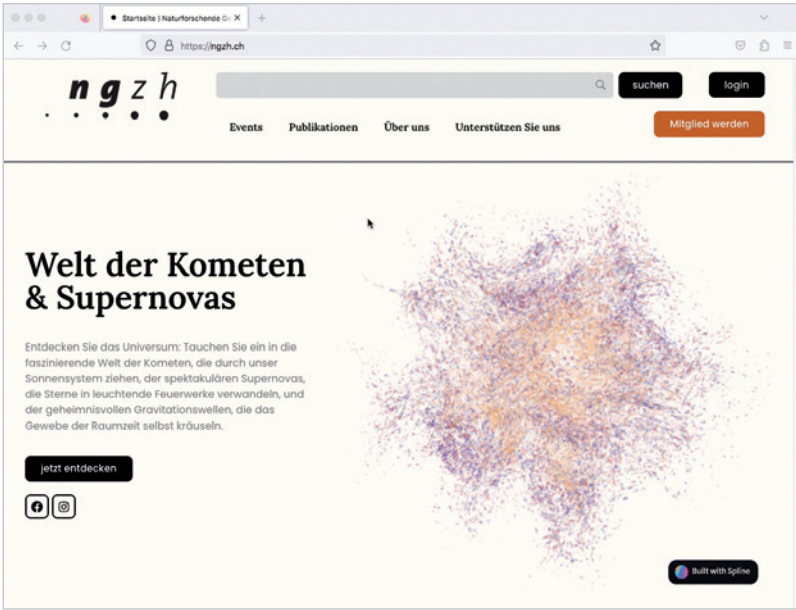 Startseite | Naturforschende Ge
https://ngzh.ch
ngzh
suchen
login
Events Publikationen Über uns Unterstützen Sie uns
Mitglied werden
Welt der Kometen
& Supernovas
Entdecken Sie das Universum: Tauchen Sie ein in die
faszinierende Welt der Kometen, die durch unser
Sonnensystem ziehen, der spektakulären Supernovas,
die Sterne in leuchtende Feuerwerke verwandeln, und
der geheimnisvollen Gravitationswellen, die das
Gewebe der Raumzeit selbst kräuseln.
jetzt entdecken
Built with Spline